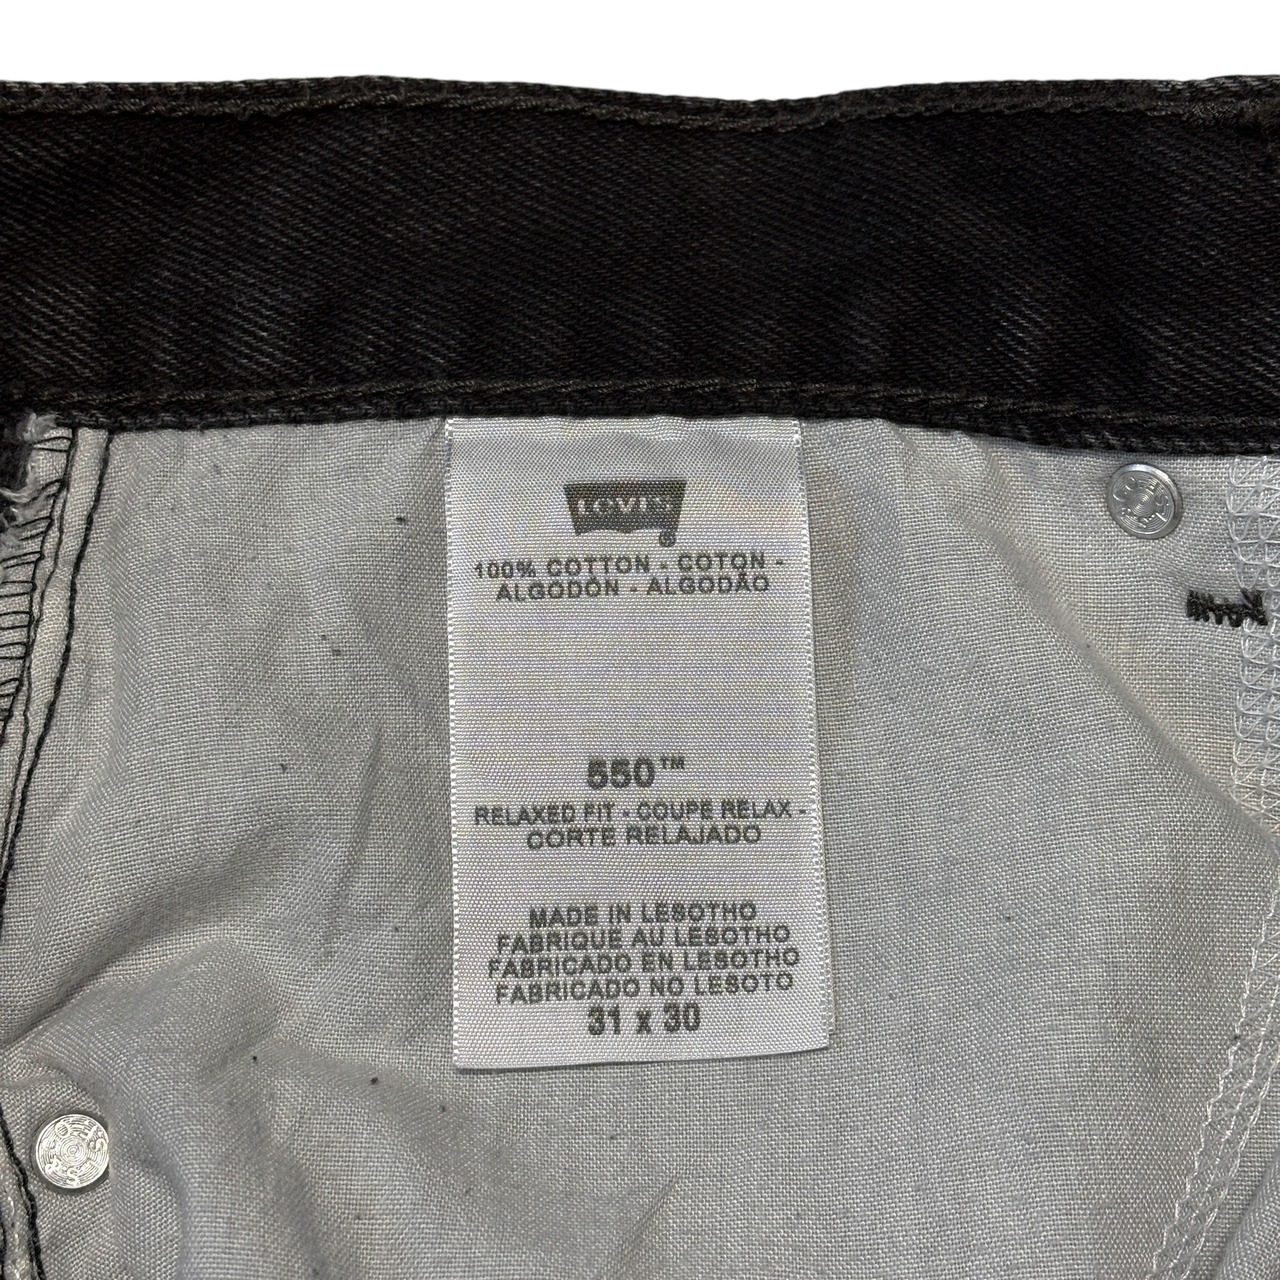 Levi's
®
100% COTTON - COTON -
ALGODÓN - ALGODÃO
550™
RELAXED FIT - COUPE RELAX -
CORTE RELAJADO
MADE IN LESOTHO
FABRIQUE AU LESOTHO
FABRICADO EN LESOTHO
FABRICADO NO LESOTO
31 x 30